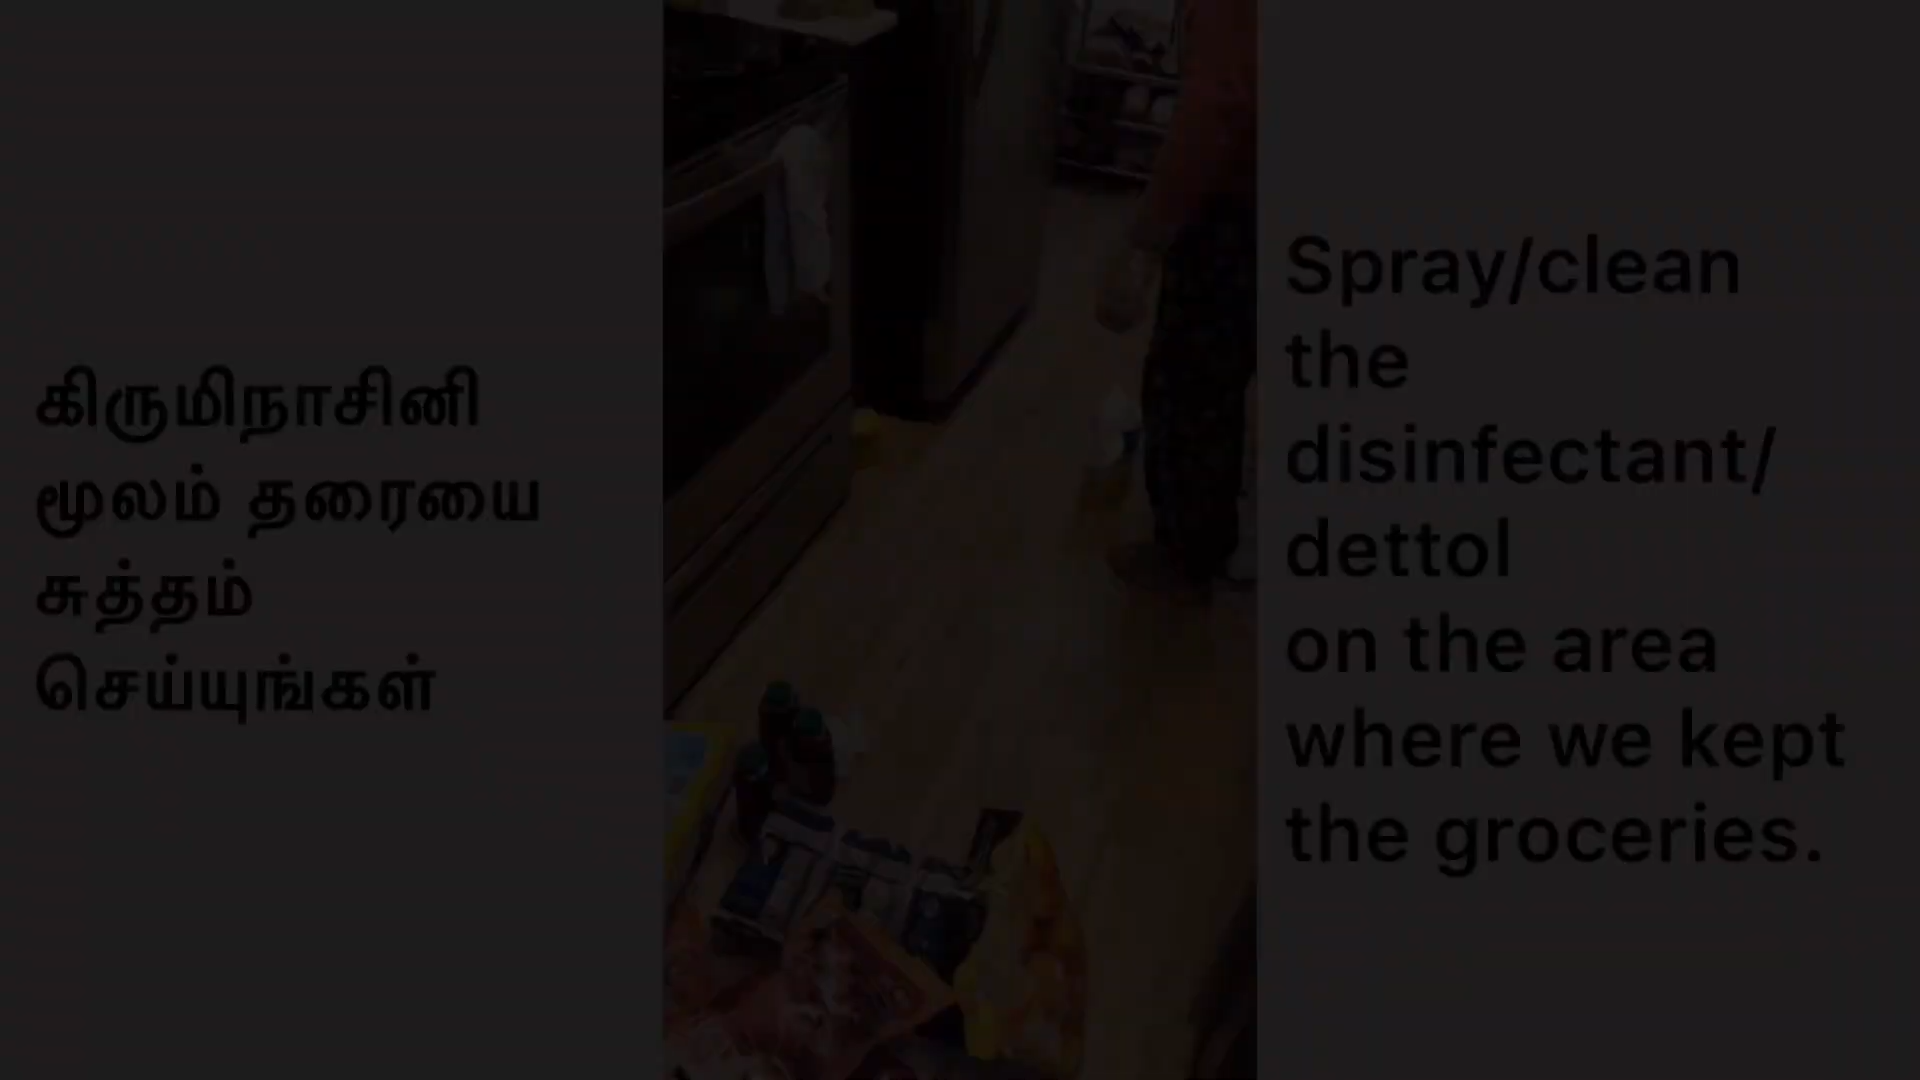 கிருமிநாசினி
மூலம் தரையை
சுத்தம்
செய்யுங்கள்
Spray/clean
the
disinfectant/
dettol
on the area
where we kept
the groceries.